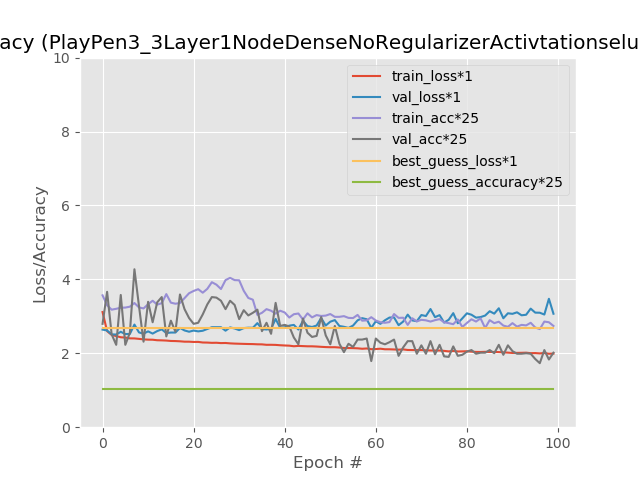 acy (PlayPen3_3Layer1NodeDenseNoRegularizerActivtationselu
10
8
6
4
2
0
Loss/Accuracy
train_loss*1
val_loss*1
train_acc*25
val_acc*25
best_guess_loss*1
best_guess_accuracy*25
0 20 40 60 80 100
Epoch #